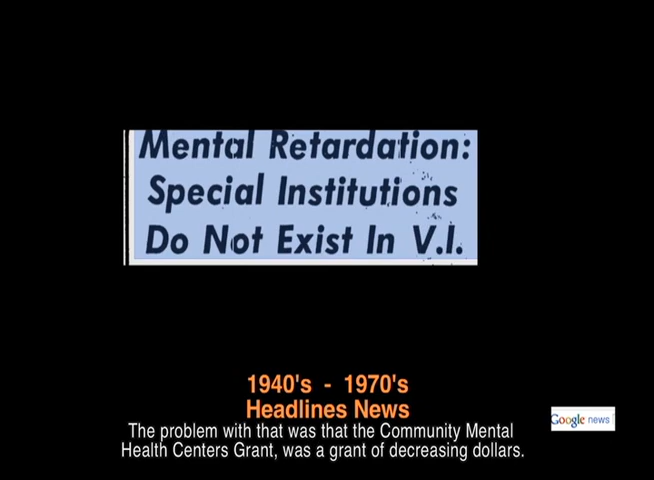 Mental Retardation:
Special Institutions
Do Not Exist In V.I.
1940's - 1970's
Headlines News
The problem with that was that the Community Mental
Health Centers Grant, was a grant of decreasing dollars.
Google news